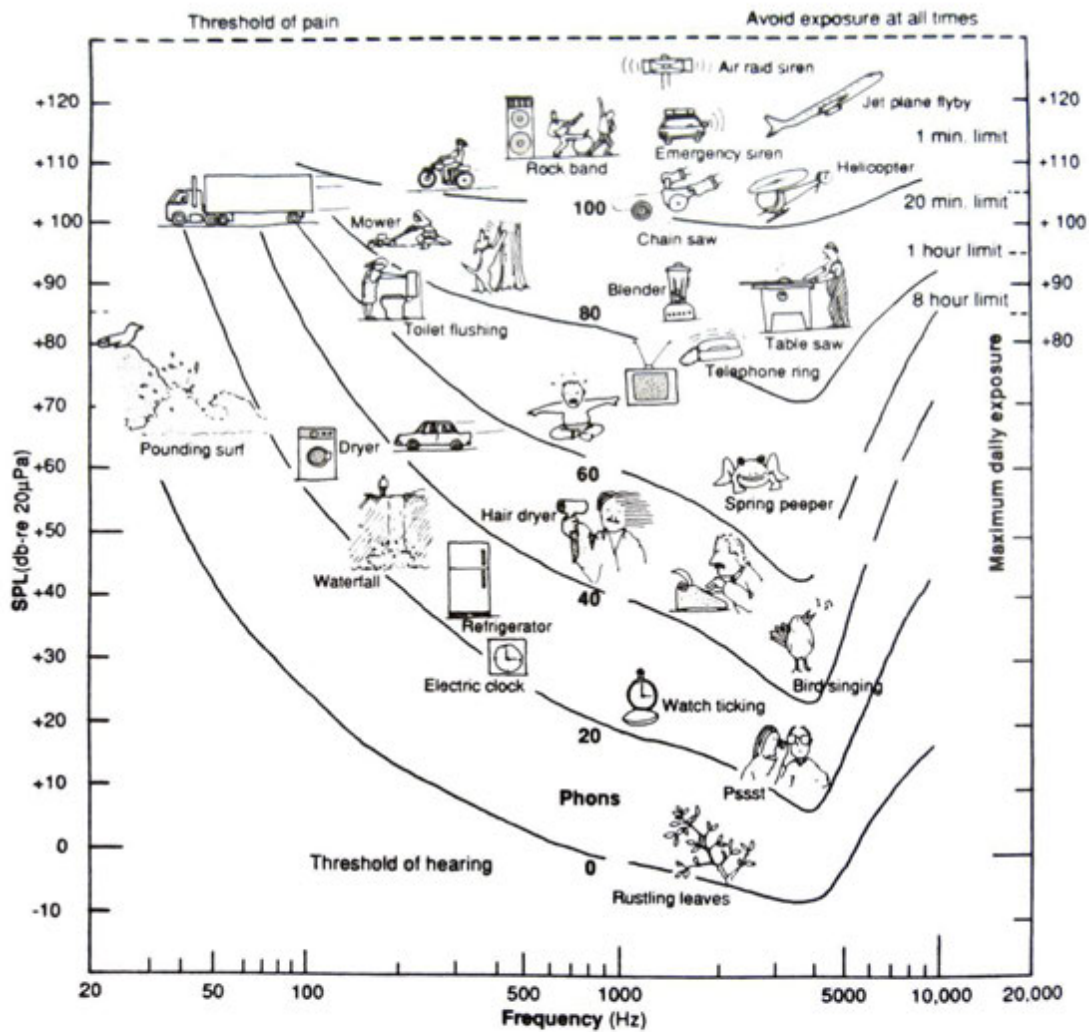 Threshold of pain
Avoid exposure at all times
Air raid siren
+120
+120
Jet plane flyby
1 min. limit
Emergency siren
+110
+110
Rock band
Helicopter
100
20 min. limit
+100
+ 100
Mower
Chain saw
1 hour limit
+90
+90
Blender
8 hour limit
80
Toilet flushing
+80
+80
Table saw
Telephone ring
+70
Pounding surf
Dryer
+60
60
Spring peeper
Hair dryer
+50
Waterfall
+40
40
Refrigerator
+30
Electric clock
Bird singing
Watch ticking
+20
20
+10
Phons
Pssst
0
Threshold of hearing
0
Rustling leaves
-10
SPL(db-re 20µPa)
Maximum daily exposure
20
50
100
500
1000
5000
10,000
20.000
Frequency (Hz)